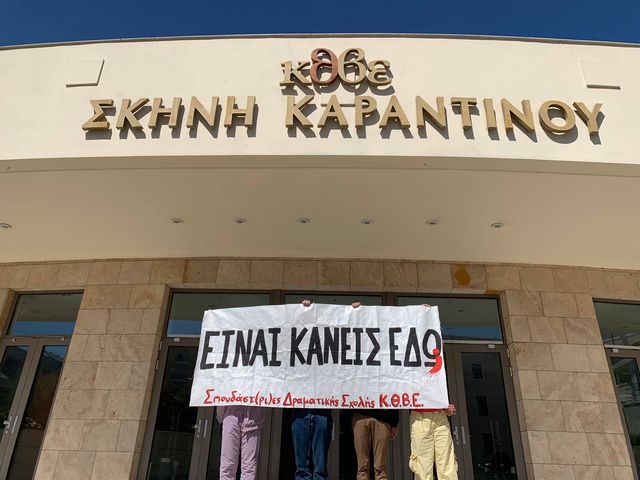 κθβε
ΣΚΗΝΗ ΚΑΡΑΝΤΙΝΟΥ
ΕΙΝΑΙ ΚΑΝΕΙΣ ΕΔΩ;
Σπουδάστ(ρι)ες Δραματικής Σχολής Κ.Θ.Β.Ε.